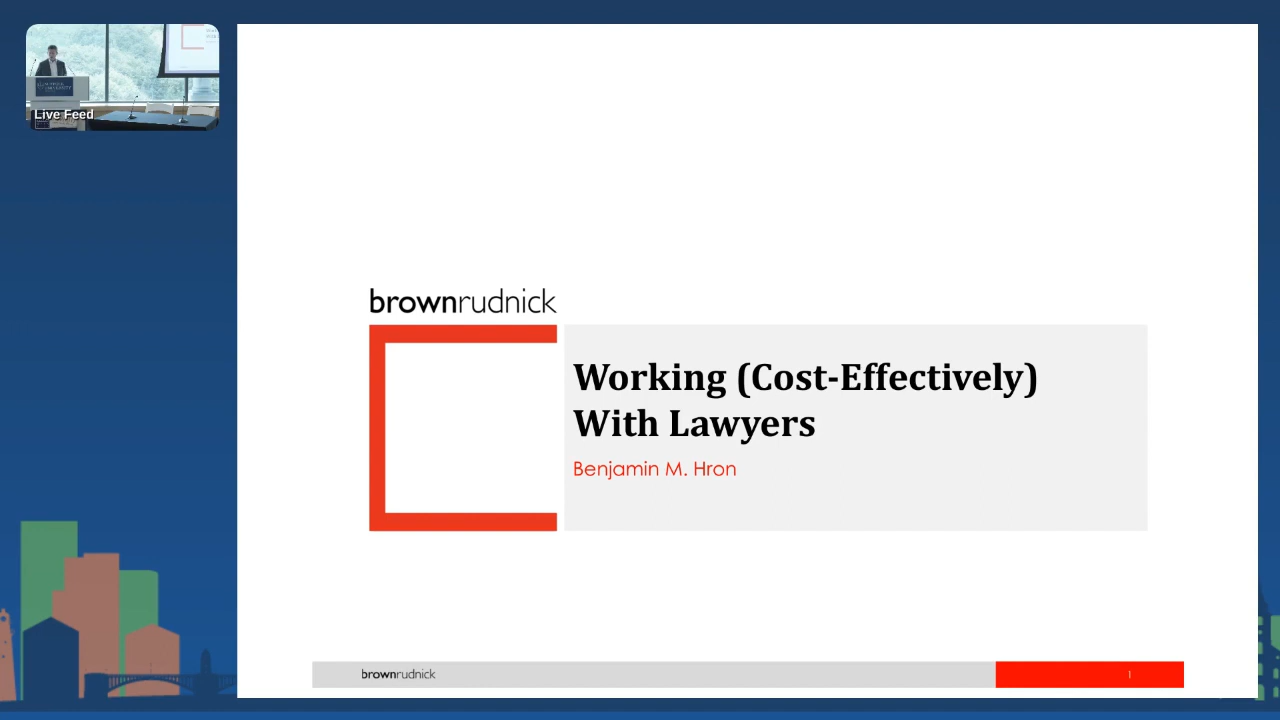 Live Feed
brownrudnick
Working (Cost-Effectively)
With Lawyers
Benjamin M. Hron
brownrudnick
1